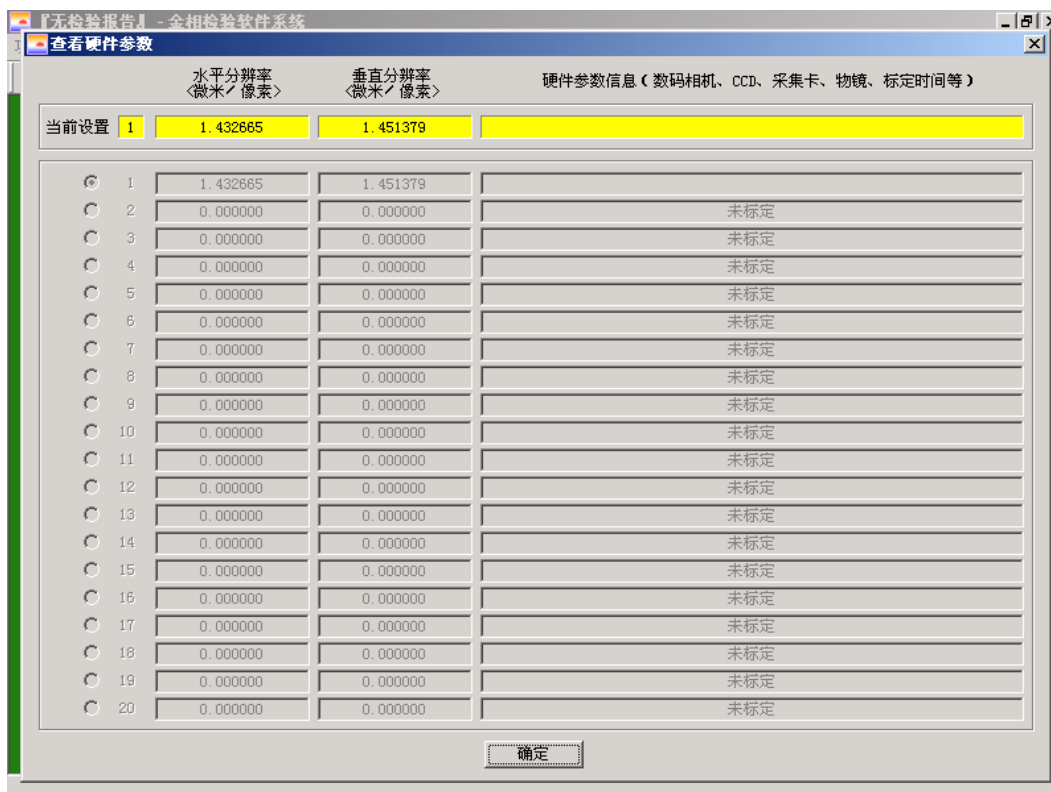 『无检验报告』 - 金相检验软件系统
查看硬件参数
水平分辨率 垂直分辨率 硬件参数信息(数码相机、CCD、采集卡、物镜、标定时间等)
<微米/像素> <微米/像素>
当前设置 1 1.432665 1.451379
1 1.432665 1.451379
2 0.000000 0.000000 未标定
3 0.000000 0.000000 未标定
4 0.000000 0.000000 未标定
5 0.000000 0.000000 未标定
6 0.000000 0.000000 未标定
7 0.000000 0.000000 未标定
8 0.000000 0.000000 未标定
9 0.000000 0.000000 未标定
10 0.000000 0.000000 未标定
11 0.000000 0.000000 未标定
12 0.000000 0.000000 未标定
13 0.000000 0.000000 未标定
14 0.000000 0.000000 未标定
15 0.000000 0.000000 未标定
16 0.000000 0.000000 未标定
17 0.000000 0.000000 未标定
18 0.000000 0.000000 未标定
19 0.000000 0.000000 未标定
20 0.000000 0.000000 未标定
确定